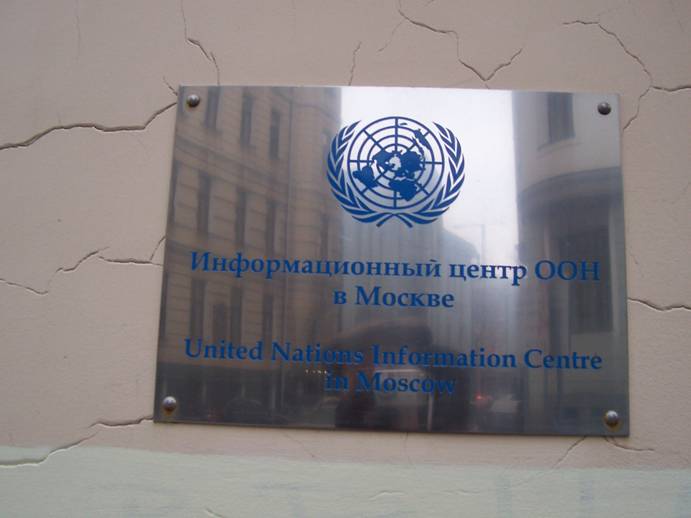 Информационный центр ООН
в Москве
United Nations Information Centre
in Moscow